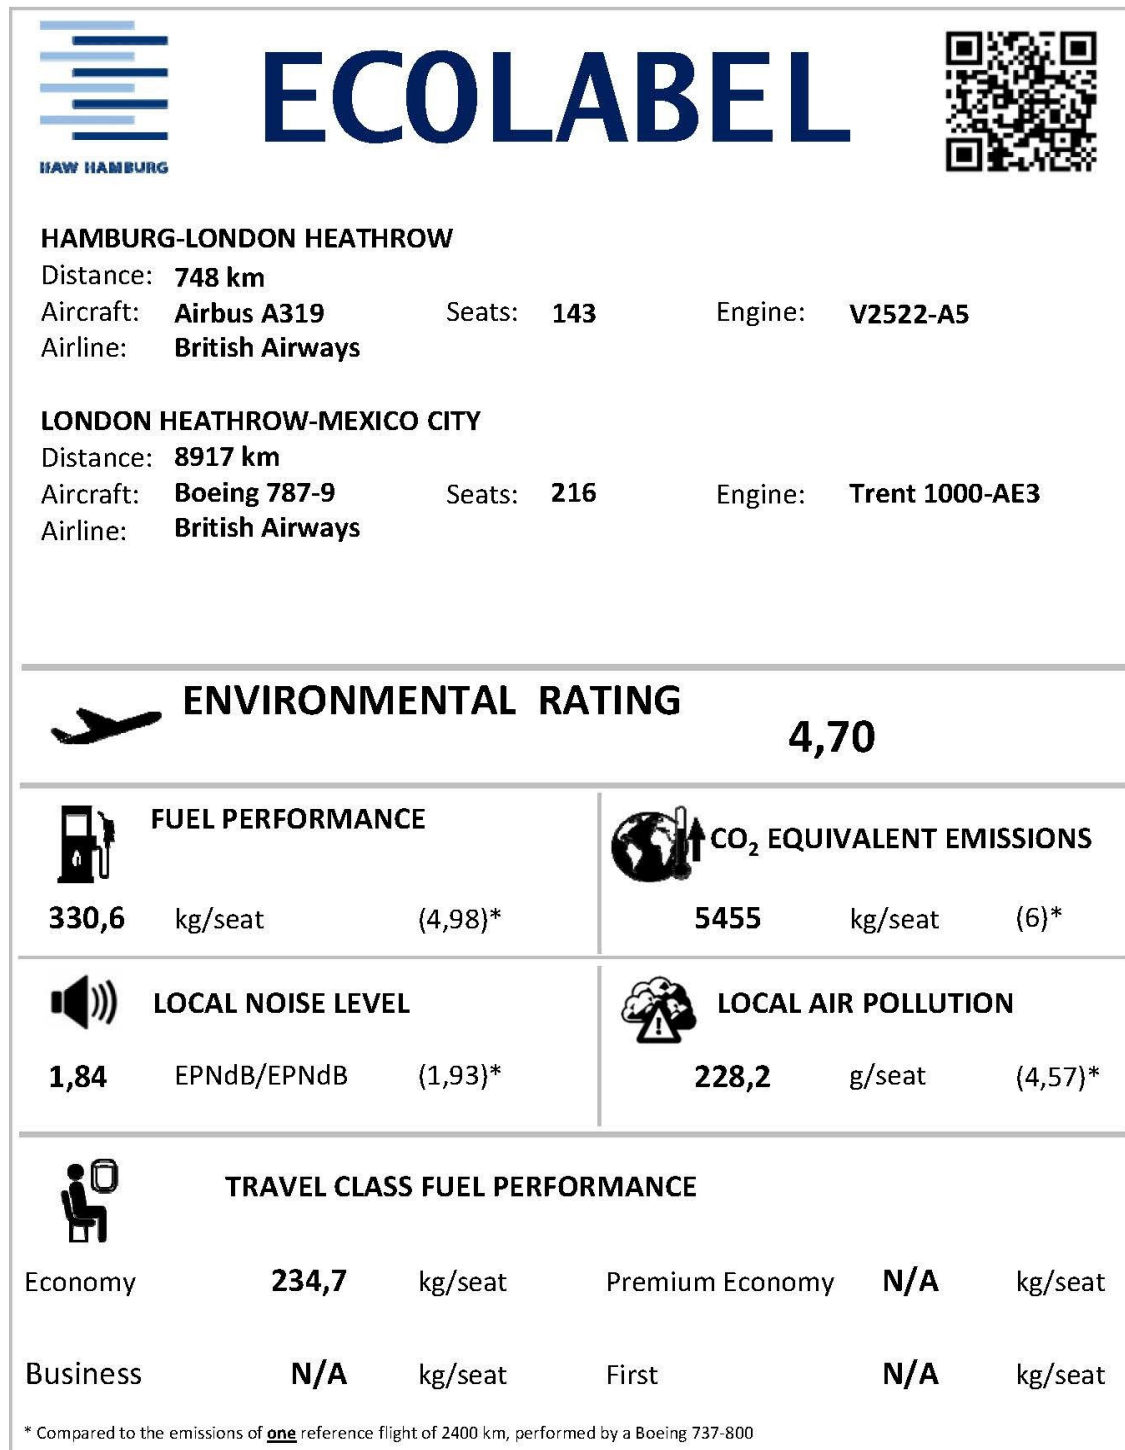 HAW HAMBURG
ECOLABEL
HAMBURG-LONDON HEATHROW
Distance: 748 km
Aircraft: Airbus A319 Seats: 143 Engine: V2522-A5
Airline: British Airways
LONDON HEATHROW-MEXICO CITY
Distance: 8917 km
Aircraft: Boeing 787-9 Seats: 216 Engine: Trent 1000-AE3
Airline: British Airways
ENVIRONMENTAL RATING
4,70
FUEL PERFORMANCE
330,6 kg/seat (4,98)*
CO₂ EQUIVALENT EMISSIONS
5455 kg/seat (6)*
LOCAL NOISE LEVEL
1,84 EPNdB/EPNdB (1,93)*
LOCAL AIR POLLUTION
228,2 g/seat (4,57)*
TRAVEL CLASS FUEL PERFORMANCE
Economy 234,7 kg/seat Premium Economy N/A kg/seat
Business N/A kg/seat First N/A kg/seat
* Compared to the emissions of one reference flight of 2400 km, performed by a Boeing 737-800